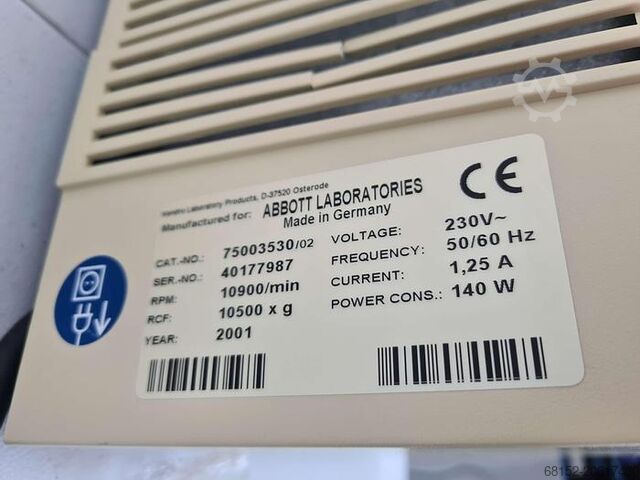 Laboratory Products, D-37520 Osterode
Manufactured for: ABBOTT LABORATORIES
Made in Germany
CE
CAT.-NO.: 75003530/02
SER.-NO.: 40177987
RPM: 10900/min
RCF: 10500 x g
YEAR: 2001
VOLTAGE: 230V~
FREQUENCY: 50/60 Hz
CURRENT: 1,25 A
POWER CONS.: 140 W